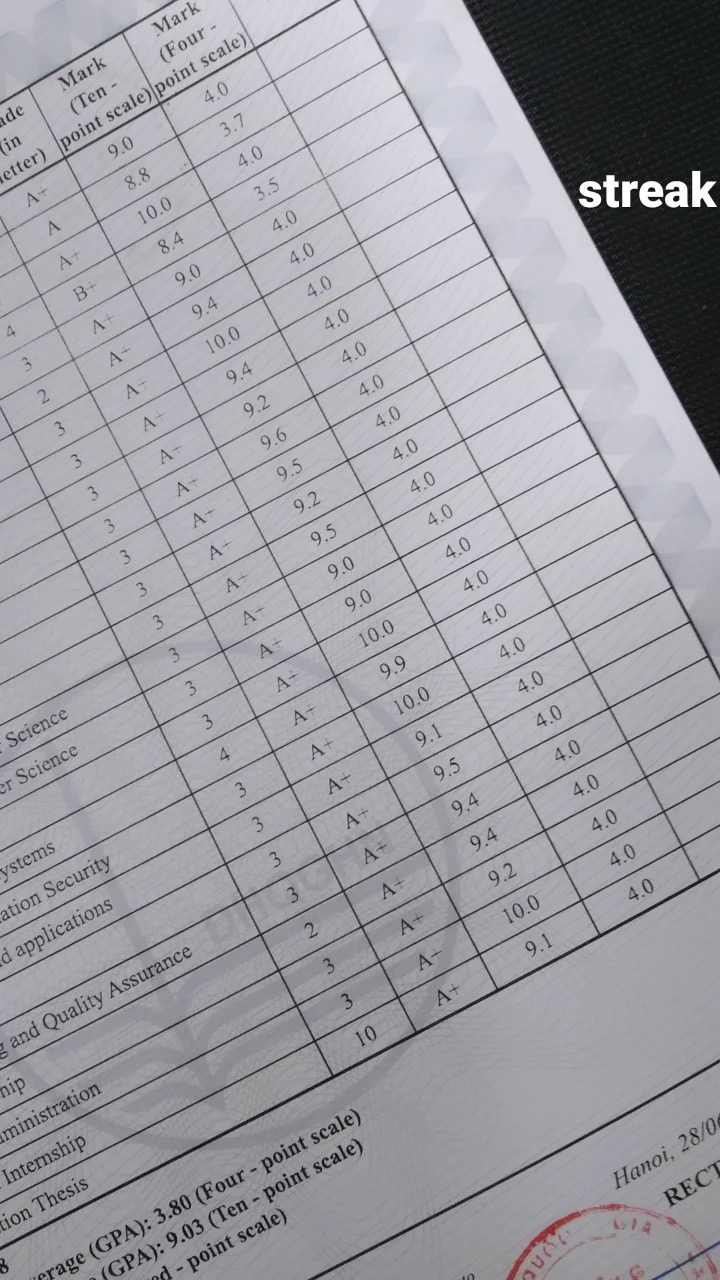 Mark
(Four -
point scale)
Mark
(Ten -
point scale)
(in
etter)
A+ 9.0 4.0
A 8.8 3.7
A+ 10.0 4.0
4 B+ 8.4 3.5
3 A+ 9.0 4.0
2 A+ 9.4 4.0
3 A+ 10.0 4.0
3 A+ 9.4 4.0
3 A+ 9.2 4.0
3 A+ 9.6 4.0
3 A+ 9.5 4.0
3 A+ 9.2 4.0
3 A+ 9.5 4.0
Science 3 A+ 9.0 4.0
Science 3 A+ 9.0 4.0
3 A+ 10.0 4.0
ystems 4 A+ 9.9 4.0
ation Security 3 A+ 10.0 4.0
d applications 3 A+ 9.1 4.0
3 A+ 9.5 4.0
g and Quality Assurance 3 A+ 9.4 4.0
hip 2 A+ 9.4 4.0
ministration 3 A+ 9.2 4.0
Internship 3 A+ 10.0 4.0
tion Thesis 10 A+ 9.1 4.0
erage (GPA): 3.80 (Four - point scale)
(GPA): 9.03 (Ten - point scale)
ed - point scale)
Hanoi, 28/0
RECT
streak